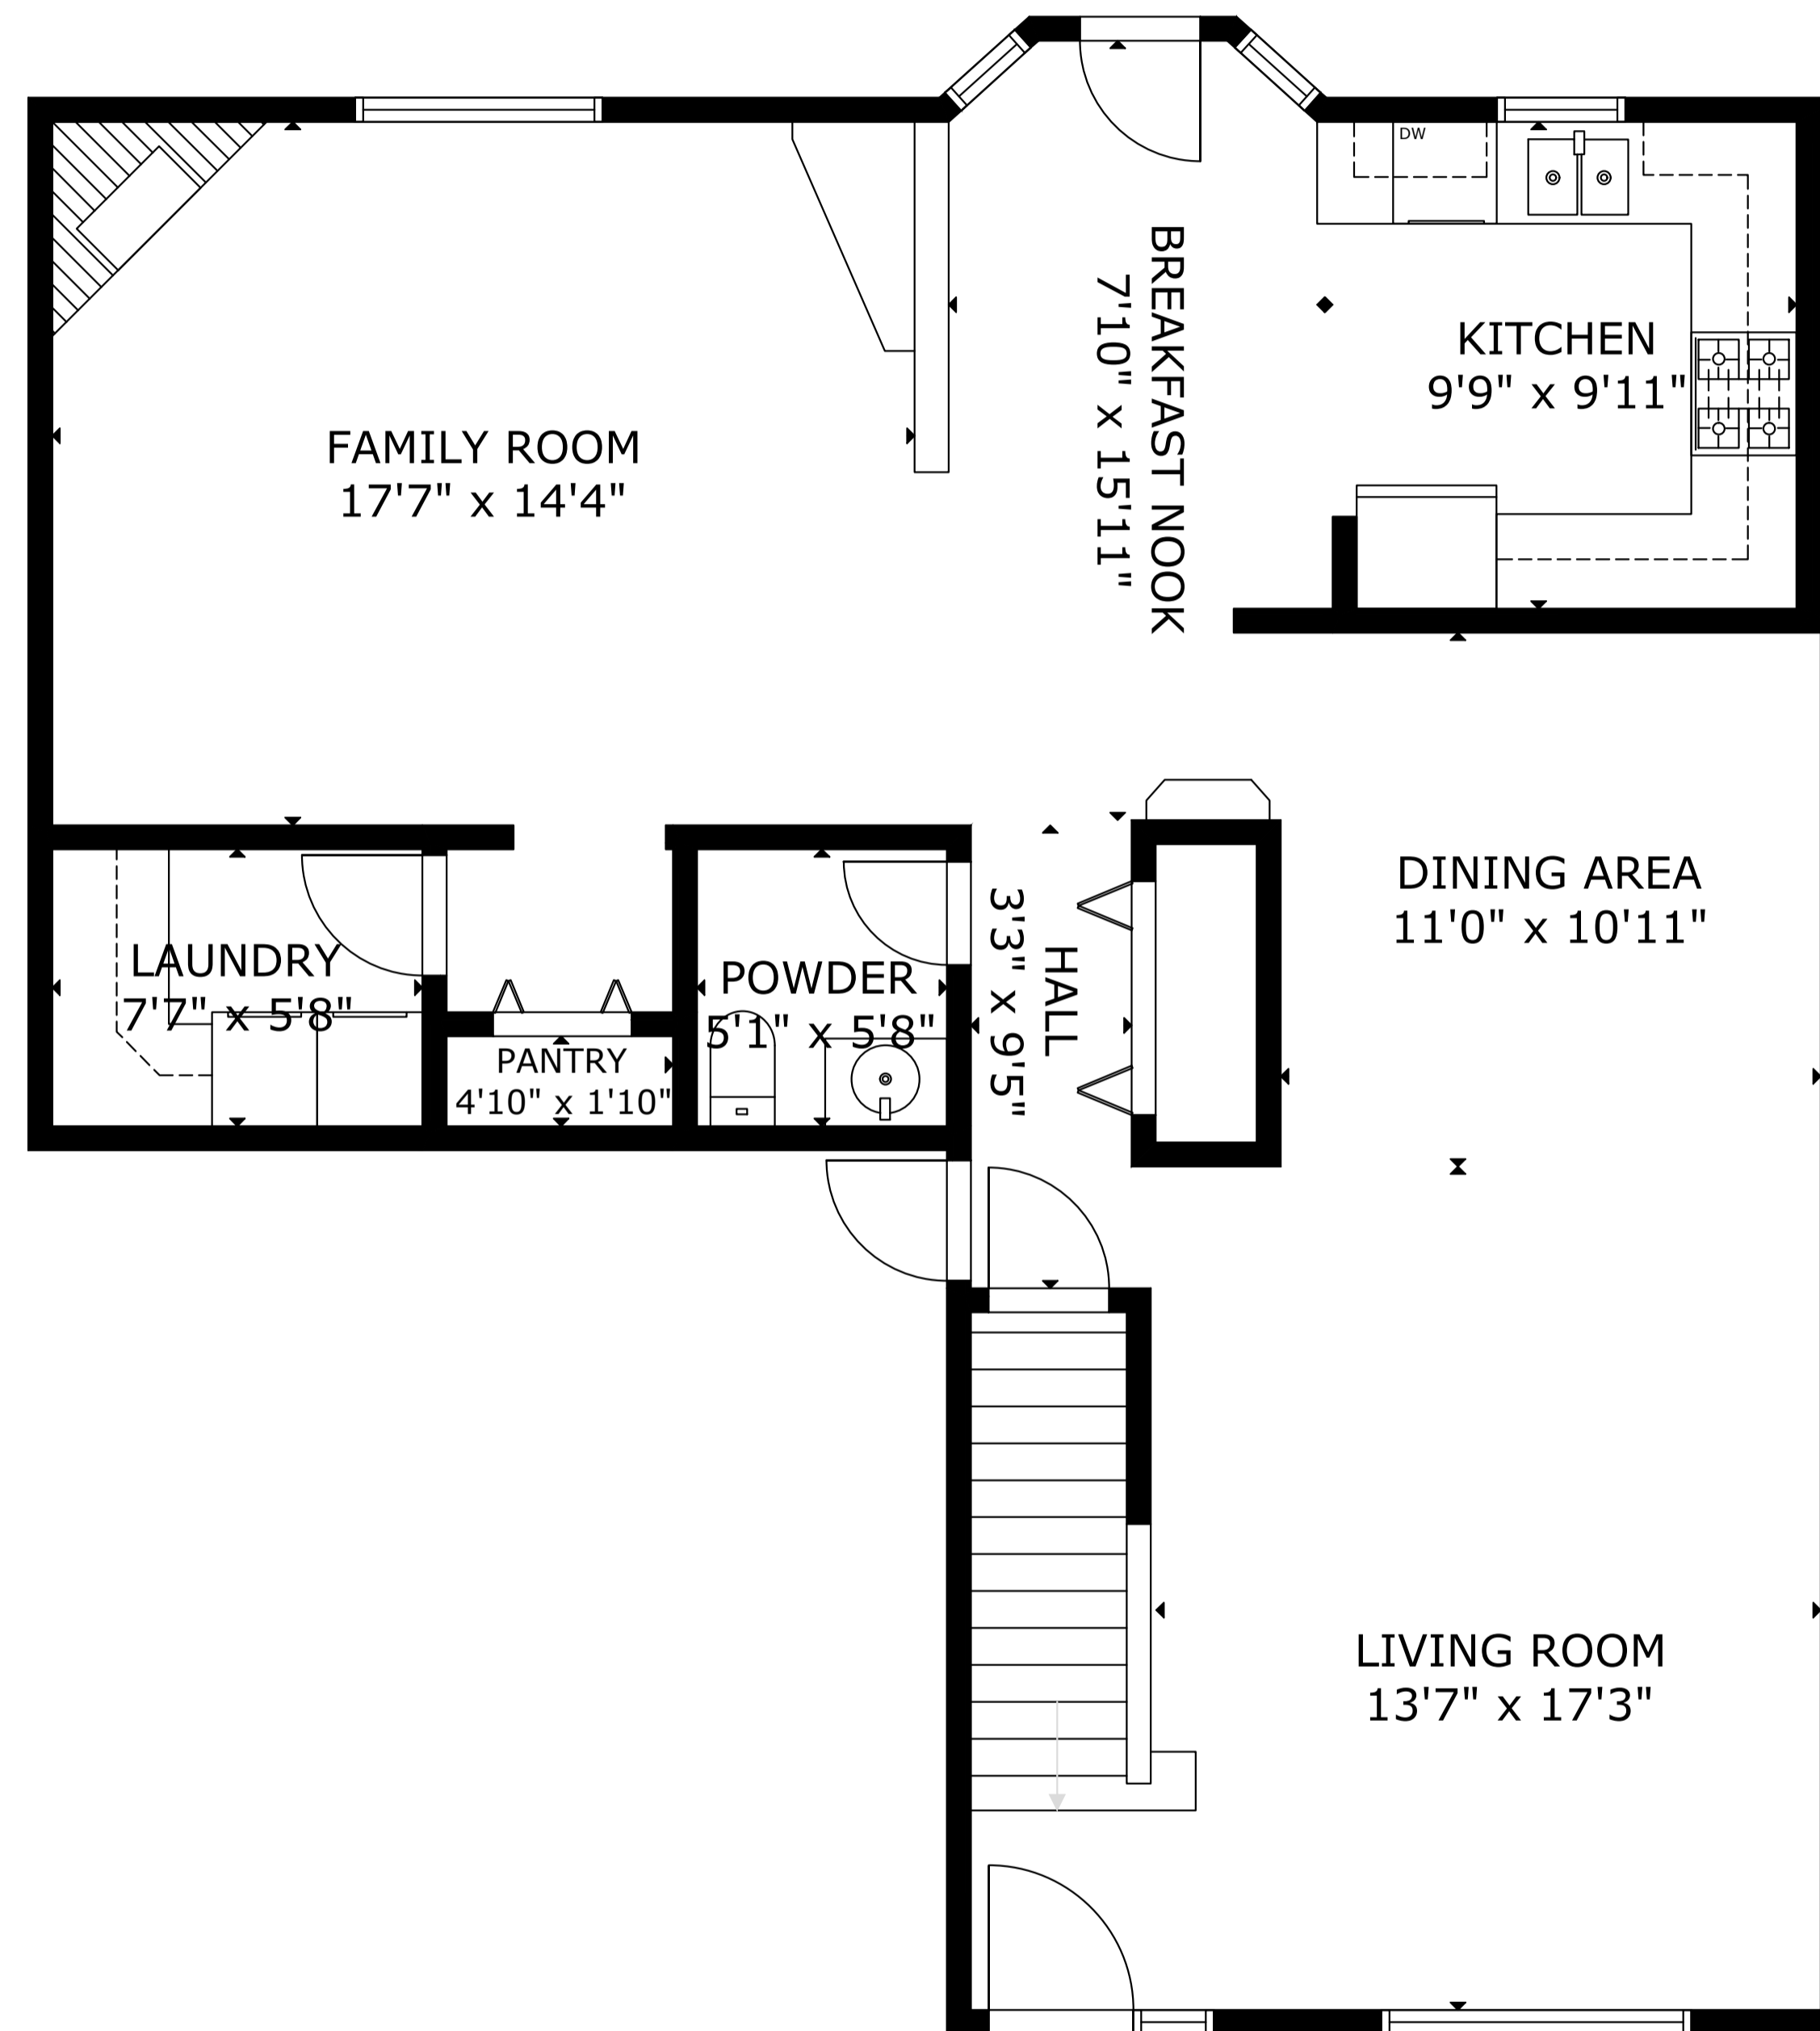 DW
BREAKFAST NOOK
7'10" x 15'11"
KITCHEN
9'9" x 9'11"
FAMILY ROOM
17'7" x 14'4"
DINING AREA
11'0" x 10'11"
LAUNDRY
7'7" x 5'8"
POWDER
5'1" x 5'8"
HALL
3'3" x 9'5"
PANTRY
4'10" x 1'10"
LIVING ROOM
13'7" x 17'3"